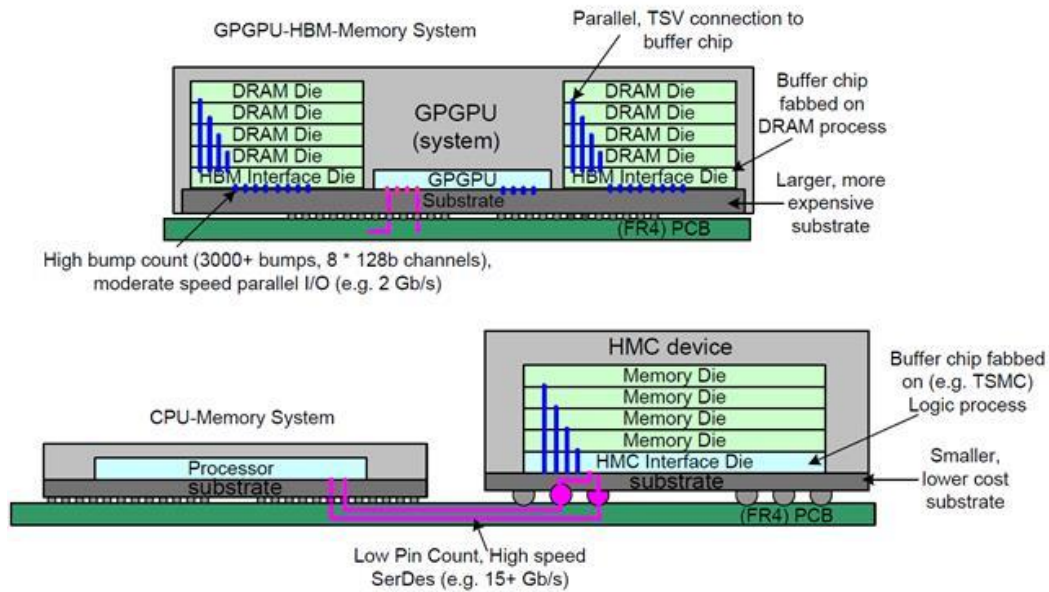 GPGPU-HBM-Memory System
Parallel, TSV connection to
buffer chip
DRAM Die
DRAM Die
DRAM Die
DRAM Die
HBM Interface Die
GPGPU
(system)
GPGPU
DRAM Die
DRAM Die
DRAM Die
DRAM Die
HBM Interface Die
Substrate
(FR4) PCB
Buffer chip
fabbed on
DRAM process
Larger, more
expensive
substrate
High bump count (3000+ bumps, 8 * 128b channels),
moderate speed parallel I/O (e.g. 2 Gb/s)
CPU-Memory System
Processor
substrate
HMC device
Memory Die
Memory Die
Memory Die
Memory Die
HMC Interface Die
substrate
(FR4) PCB
Buffer chip fabbed
on (e.g. TSMC)
Logic process
Smaller,
lower cost
substrate
Low Pin Count, High speed
SerDes (e.g. 15+ Gb/s)